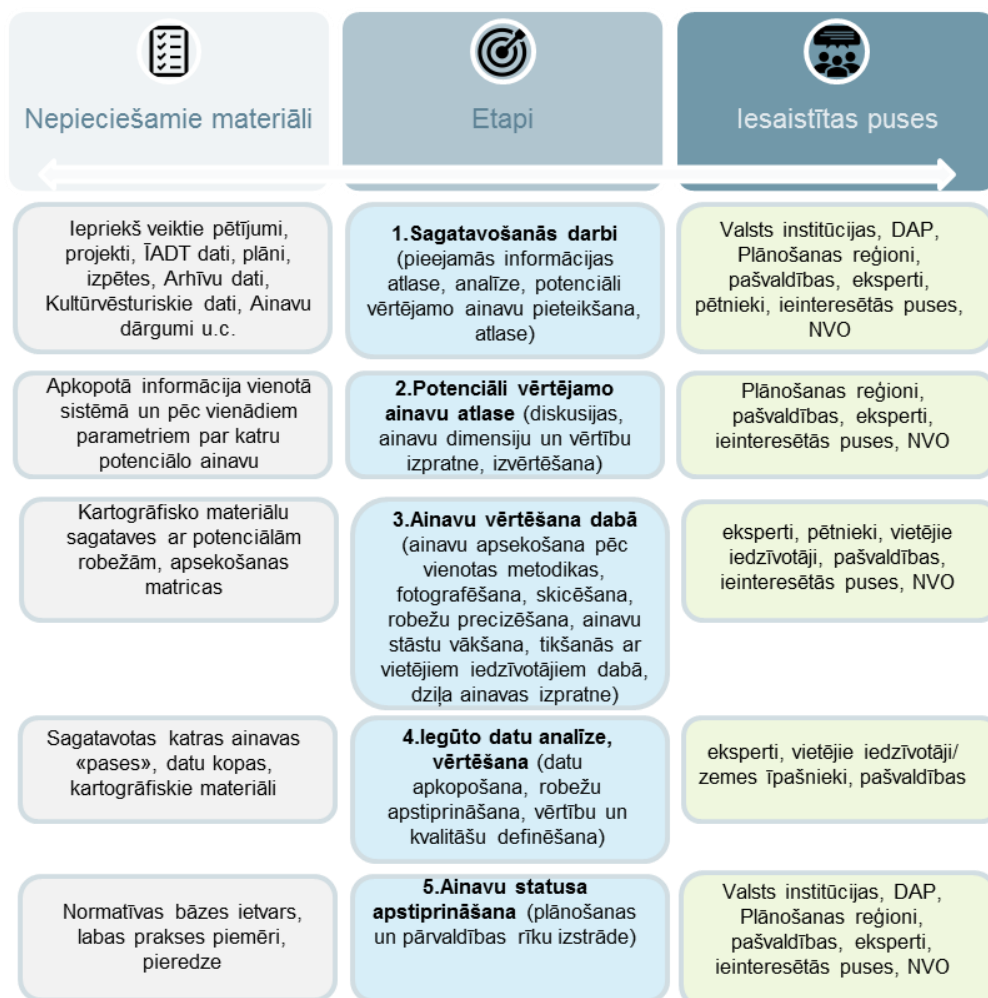 Nepieciešamie materiāli
Etapi
Iesaistītas puses
Iepriekš veiktie pētījumi,
projekti, ĪADT dati, plāni,
izpētes, Arhīvu dati,
Kultūrvēsturiskie dati, Ainavu
dārgumi u.c.
1.Sagatavošanās darbi
(pieejamās informācijas
atlase, analīze, potenciāli
vērtējamo ainavu pieteikšana,
atlase)
Valsts institūcijas, DAP,
Plānošanas reģioni,
pašvaldības, eksperti,
pētnieki, ieinteresētās puses,
NVO
Apkopotā informācija vienotā
sistēmā un pēc vienādiem
parametriem par katru
potenciālo ainavu
2.Potenciāli vērtējamo
ainavu atlase (diskusijas,
ainavu dimensiju un vērtību
izpratne, izvērtēšana)
Plānošanas reģioni,
pašvaldības, eksperti,
ieinteresētās puses, NVO
Kartogrāfisko materiālu
sagataves ar potenciālām
robežām, apsekošanas
matricas
3.Ainavu vērtēšana dabā
(ainavu apsekošana pēc
vienotas metodikas,
fotografēšana, skicēšana,
robežu precizēšana, ainavu
stāstu vākšana, tikšanās ar
vietējiem iedzīvotājiem dabā,
dziļa ainavas izpratne)
eksperti, pētnieki, vietējie
iedzīvotāji, pašvaldības,
ieinteresētās puses, NVO
Sagatavotas katras ainavas
«pases», datu kopas,
kartogrāfiskie materiāli
4.Iegūto datu analīze,
vērtēšana (datu
apkopošana, robežu
apstiprināšana, vērtību un
kvalitāšu definēšana)
eksperti, vietējie iedzīvotāji/
zemes īpašnieki, pašvaldības
Normatīvas bāzes ietvars,
labas prakses piemēri,
pieredze
5.Ainavu statusa
apstiprināšana (plānošanas
un pārvaldības rīku izstrāde)
Valsts institūcijas, DAP,
Plānošanas reģioni,
pašvaldības, eksperti,
ieinteresētās puses, NVO